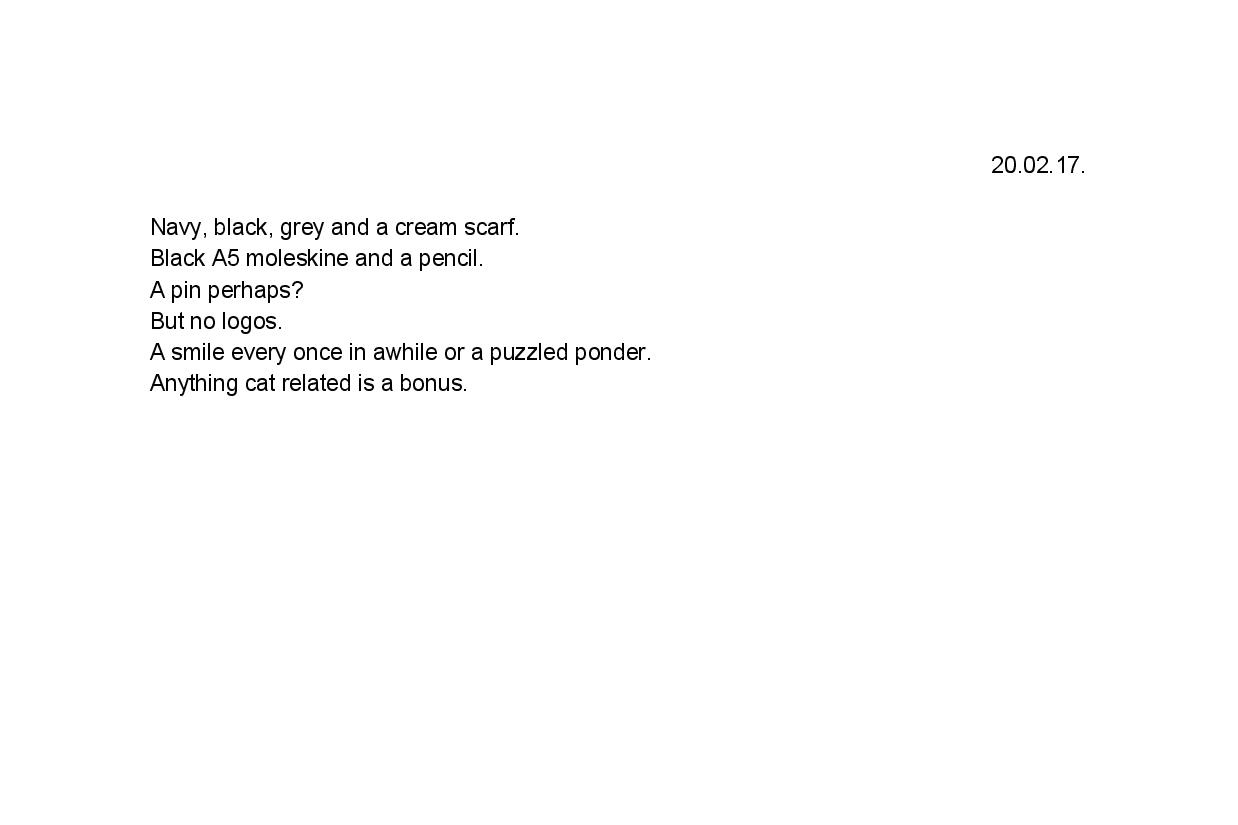 20.02.17.
Navy, black, grey and a cream scarf.
Black A5 moleskine and a pencil.
A pin perhaps?
But no logos.
A smile every once in awhile or a puzzled ponder.
Anything cat related is a bonus.